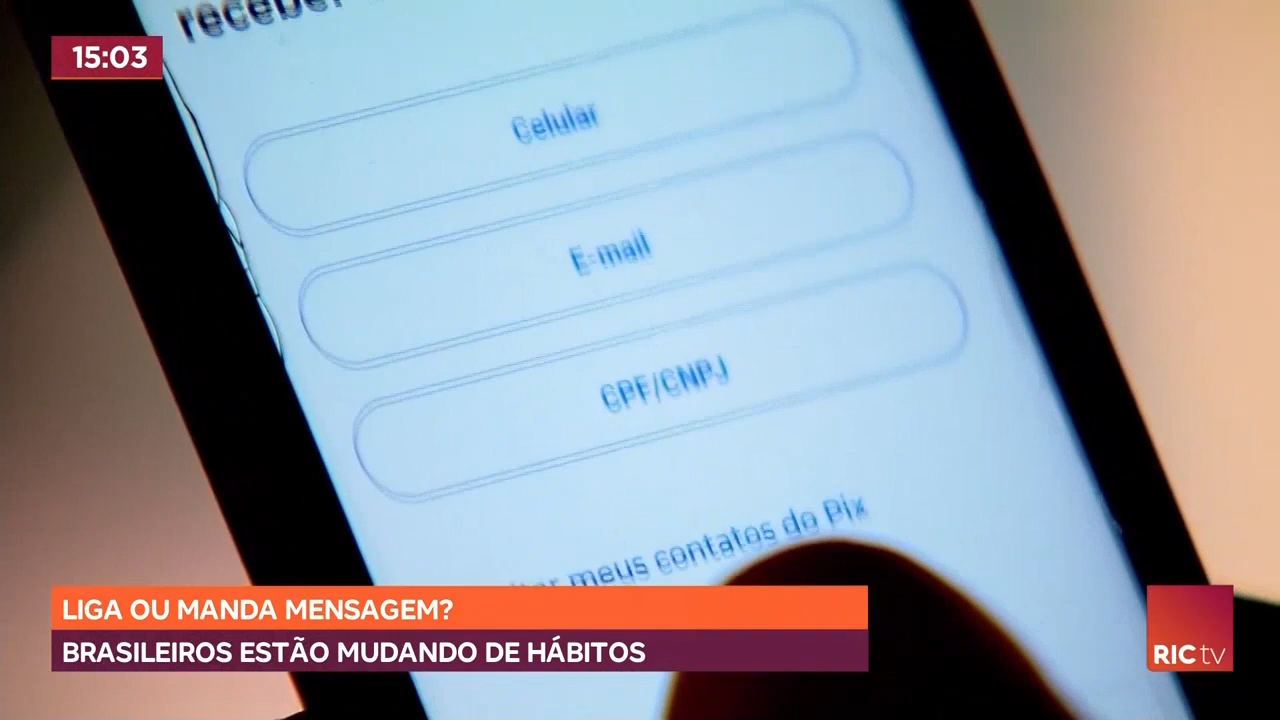 receber
15:03
Celular
E-mail
CPF/CNPJ
meus contatos do Pix
LIGA OU MANDA MENSAGEM?
BRASILEIROS ESTÃO MUDANDO DE HÁBITOS
RIC tv